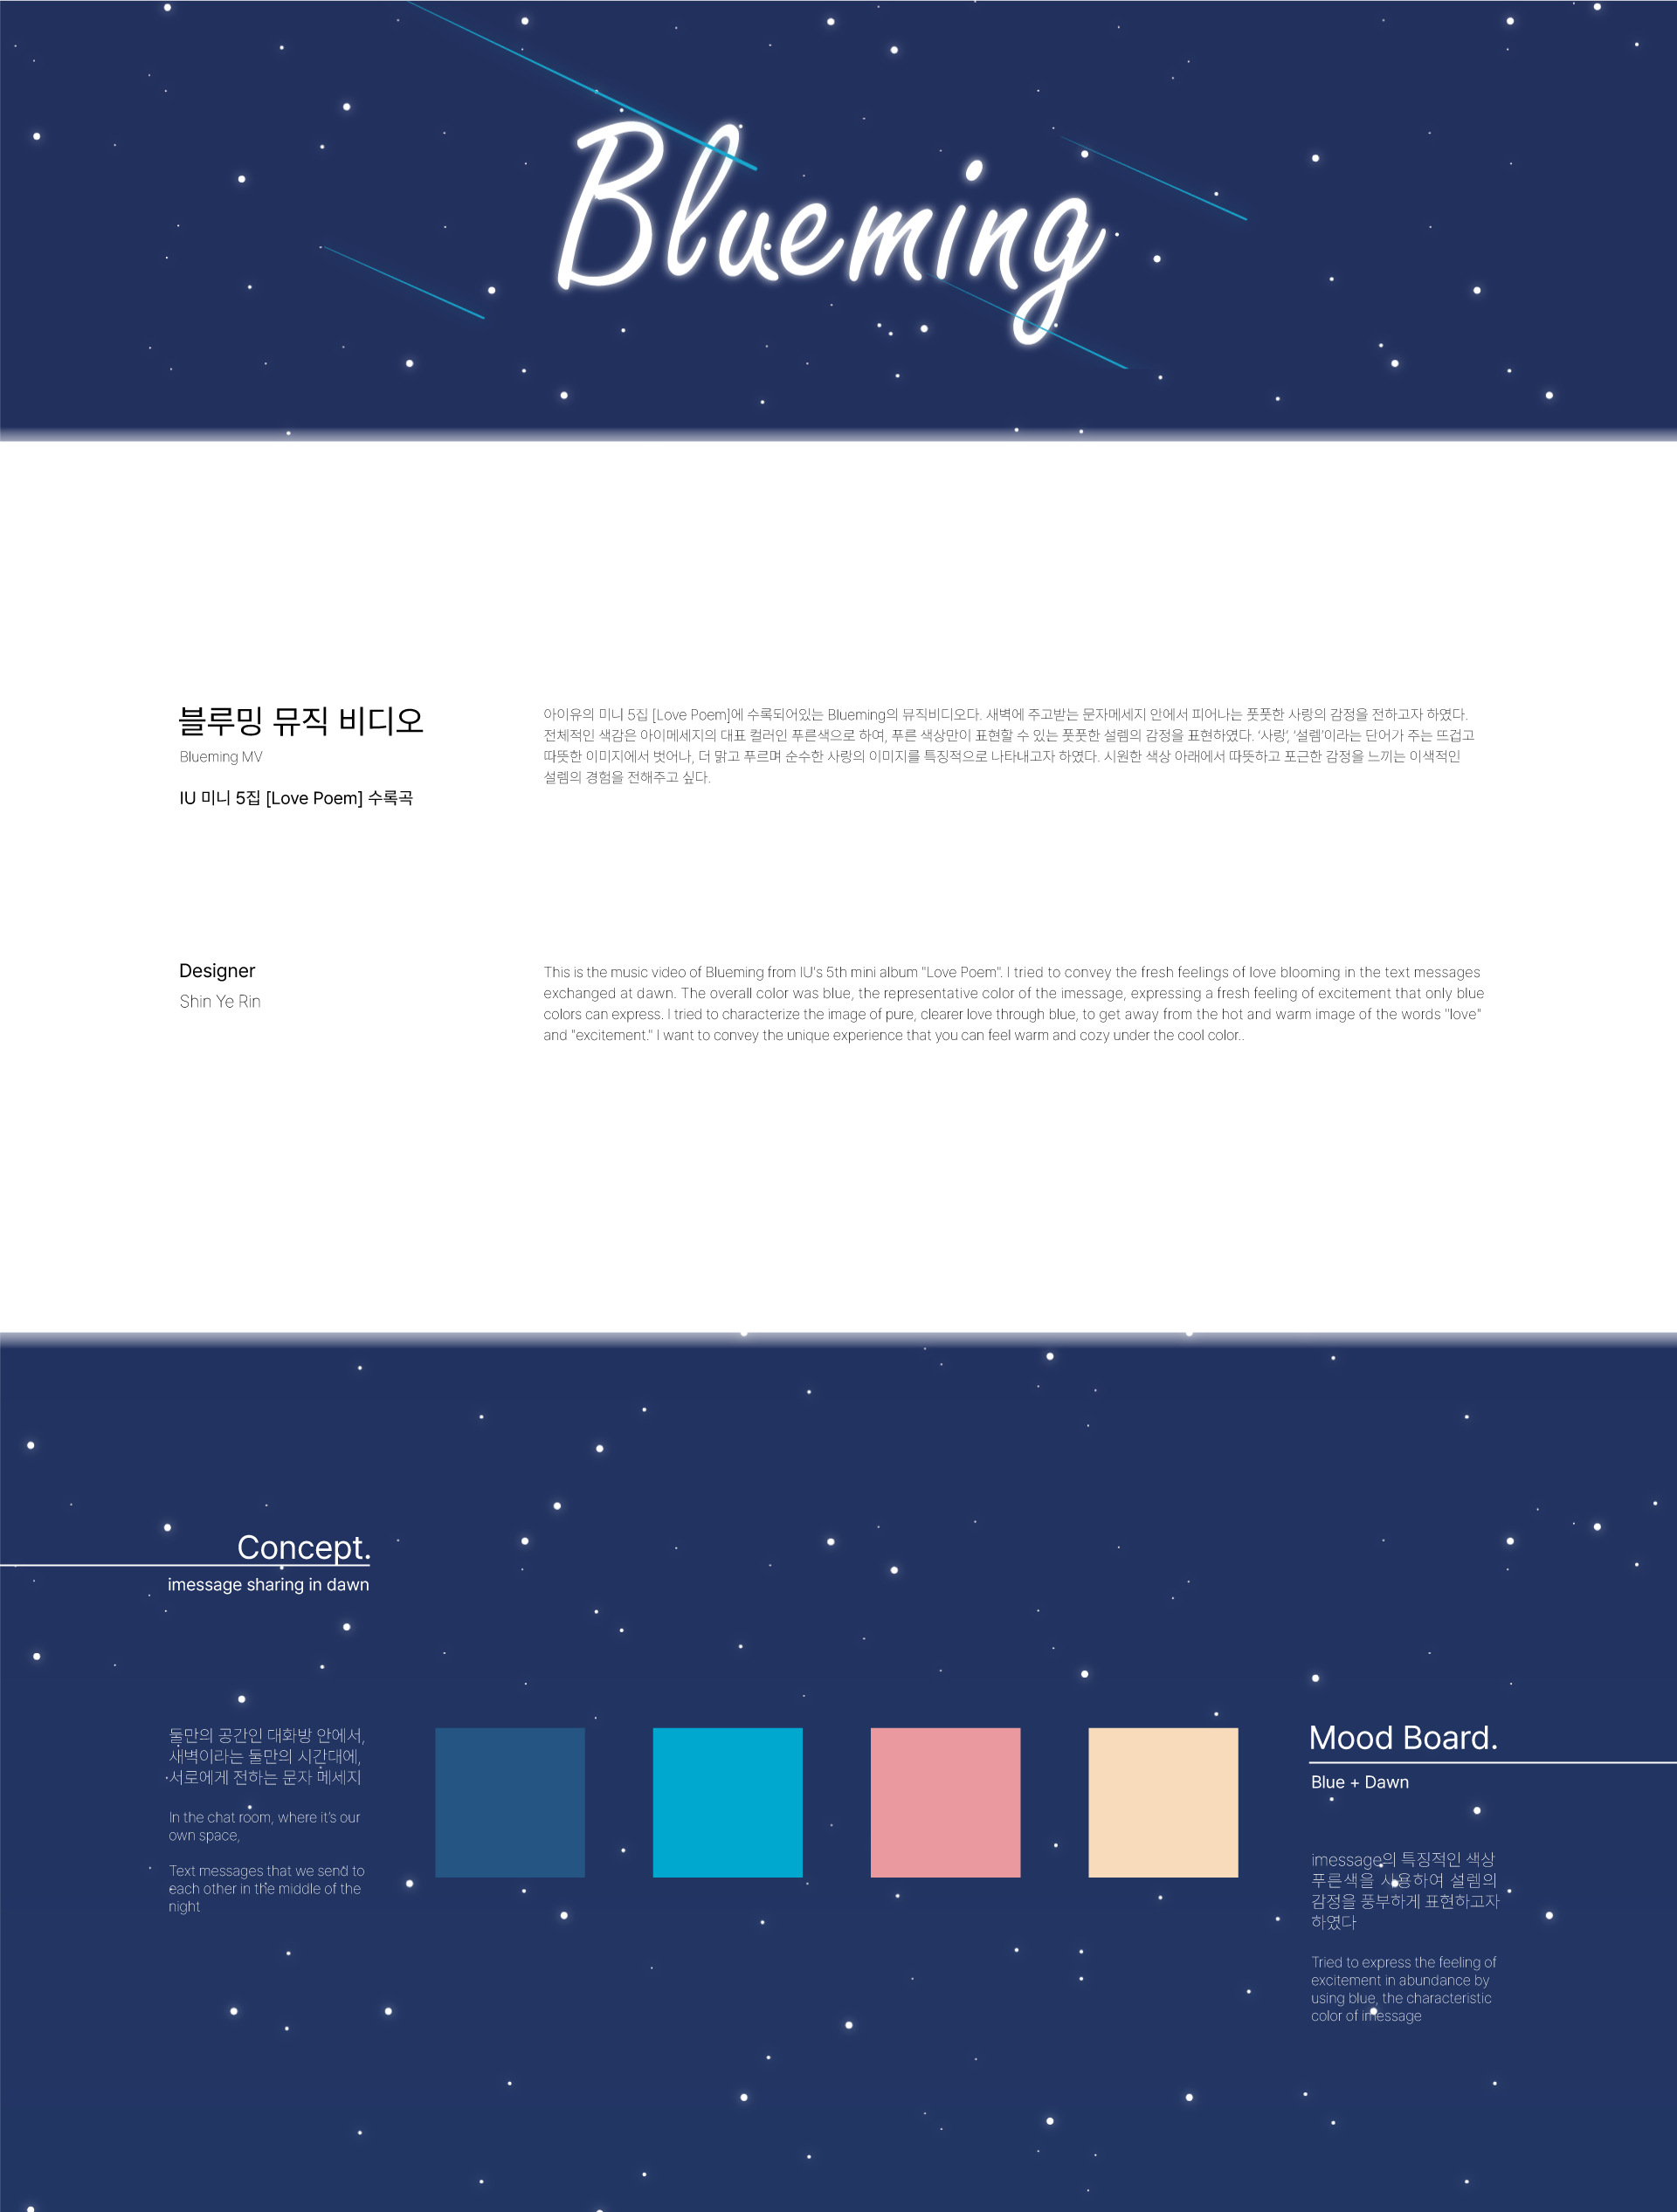 Blueming
블루밍 뮤직 비디오
Blueming MV
IU 미니 5집 [Love Poem] 수록곡
아이유의 미니 5집 [Love Poem]에 수록되어있는 Blueming의 뮤직비디오다. 새벽에 주고받는 문자메세지 안에서 피어나는 풋풋한 사랑의 감정을 전하고자 하였다.
전체적인 색감은 아이메세지의 대표 컬러인 푸른색으로 하여, 푸른 색상만이 표현할 수 있는 풋풋한 설렘의 감정을 표현하였다. ‘사랑’, ‘설렘’이라는 단어가 주는 뜨겁고
따뜻한 이미지에서 벗어나, 더 맑고 푸르며 순수한 사랑의 이미지를 특징적으로 나타내고자 하였다. 시원한 색상 아래에서 따뜻하고 포근한 감정을 느끼는 이색적인
설렘의 경험을 전해주고 싶다.
Designer
Shin Ye Rin
This is the music video of Blueming from IU's 5th mini album "Love Poem". I tried to convey the fresh feelings of love blooming in the text messages
exchanged at dawn. The overall color was blue, the representative color of the imessage, expressing a fresh feeling of excitement that only blue
colors can express. I tried to characterize the image of pure, clearer love through blue, to get away from the hot and warm image of the words "love"
and "excitement." I want to convey the unique experience that you can feel warm and cozy under the cool color..
Concept.
imessage sharing in dawn
둘만의 공간인 대화방 안에서,
새벽이라는 둘만의 시간대에,
서로에게 전하는 문자 메세지
In the chat room, where it's our
own space,
Text messages that we send to
each other in the middle of the
night
Mood Board.
Blue + Dawn
imessage의 특징적인 색상
푸른색을 사용하여 설렘의
감정을 풍부하게 표현하고자
하였다
Tried to express the feeling of
excitement in abundance by
using blue, the characteristic
color of imessage